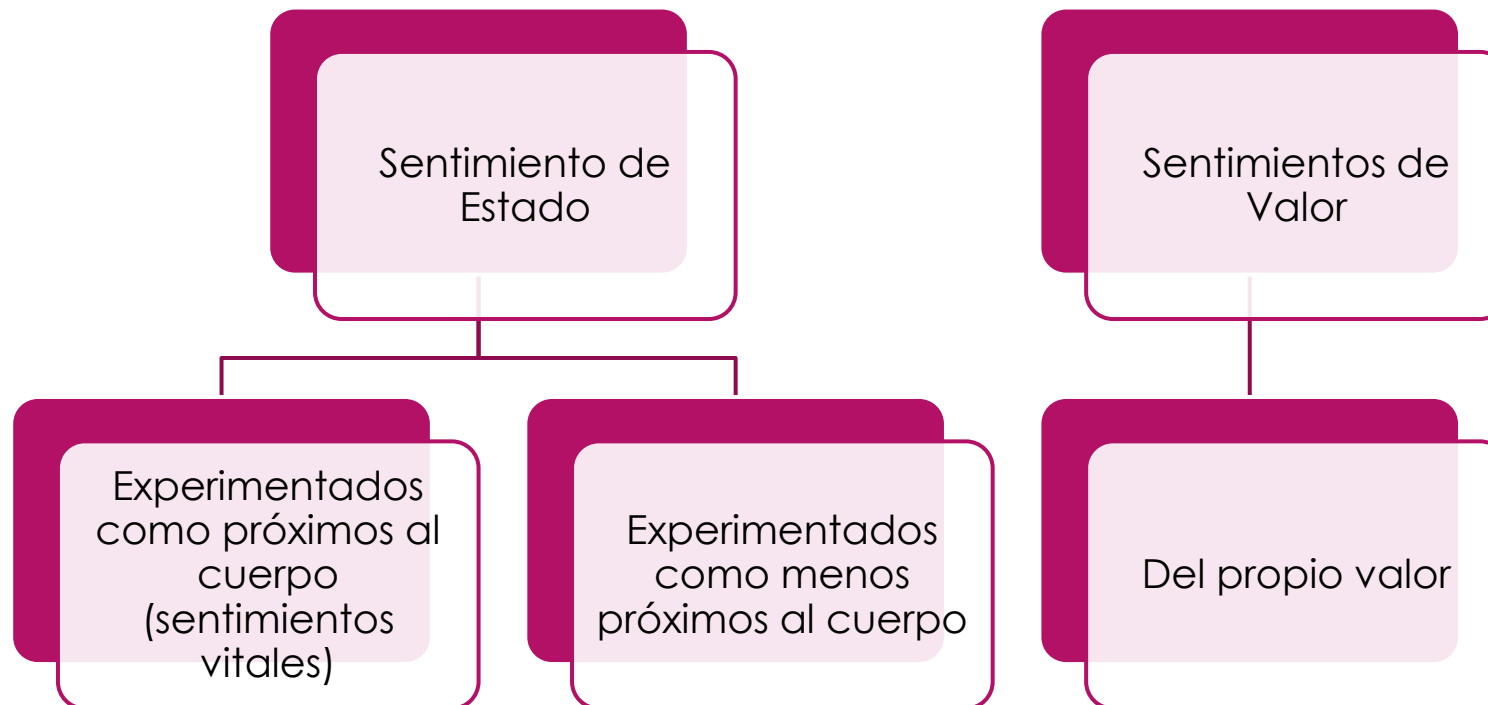 Sentimiento de
Estado
Sentimientos de
Valor
Experimentados
como próximos al
cuerpo
(sentimientos
vitales)
Experimentados
como menos
próximos al cuerpo
Del propio valor